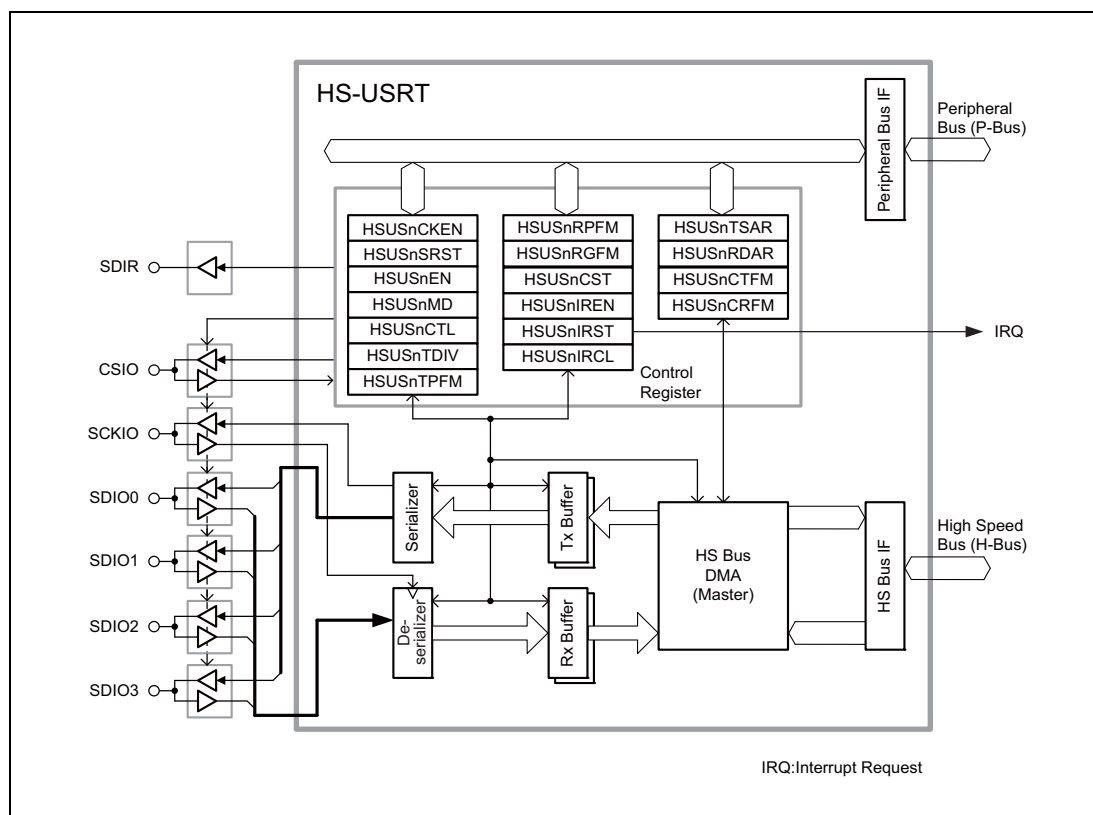 HS-USRT
Peripheral Bus IF
Peripheral
Bus (P-Bus)
HSUSnCKEN
HSUSnSRST
HSUSnEN
HSUSnMD
HSUSnCTL
HSUSnTDIV
HSUSnTPFM
HSUSnRPFM
HSUSnRGFM
HSUSnCST
HSUSnIREN
HSUSnIRST
HSUSnIRCL
HSUSnTSAR
HSUSnRDAR
HSUSnCTFM
HSUSnCRFM
Control
Register
IRQ
SDIR
CSIO
SCKIO
SDIO0
SDIO1
SDIO2
SDIO3
Serializer
Tx Buffer
De-
serializer
Rx Buffer
HS Bus
DMA
(Master)
HS Bus IF
High Speed
Bus (H-Bus)
IRQ:Interrupt Request